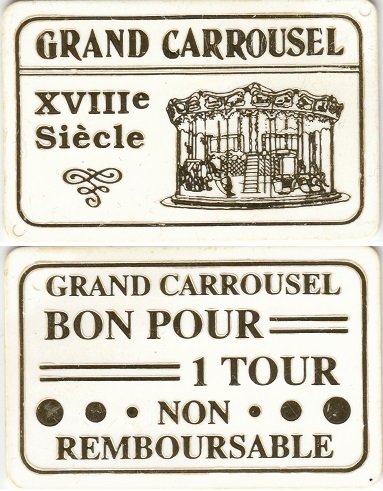 GRAND CARROUSEL
XVIIIe
Siècle
GRAND CARROUSEL
BON POUR
1 TOUR
NON
REMBOURSABLE